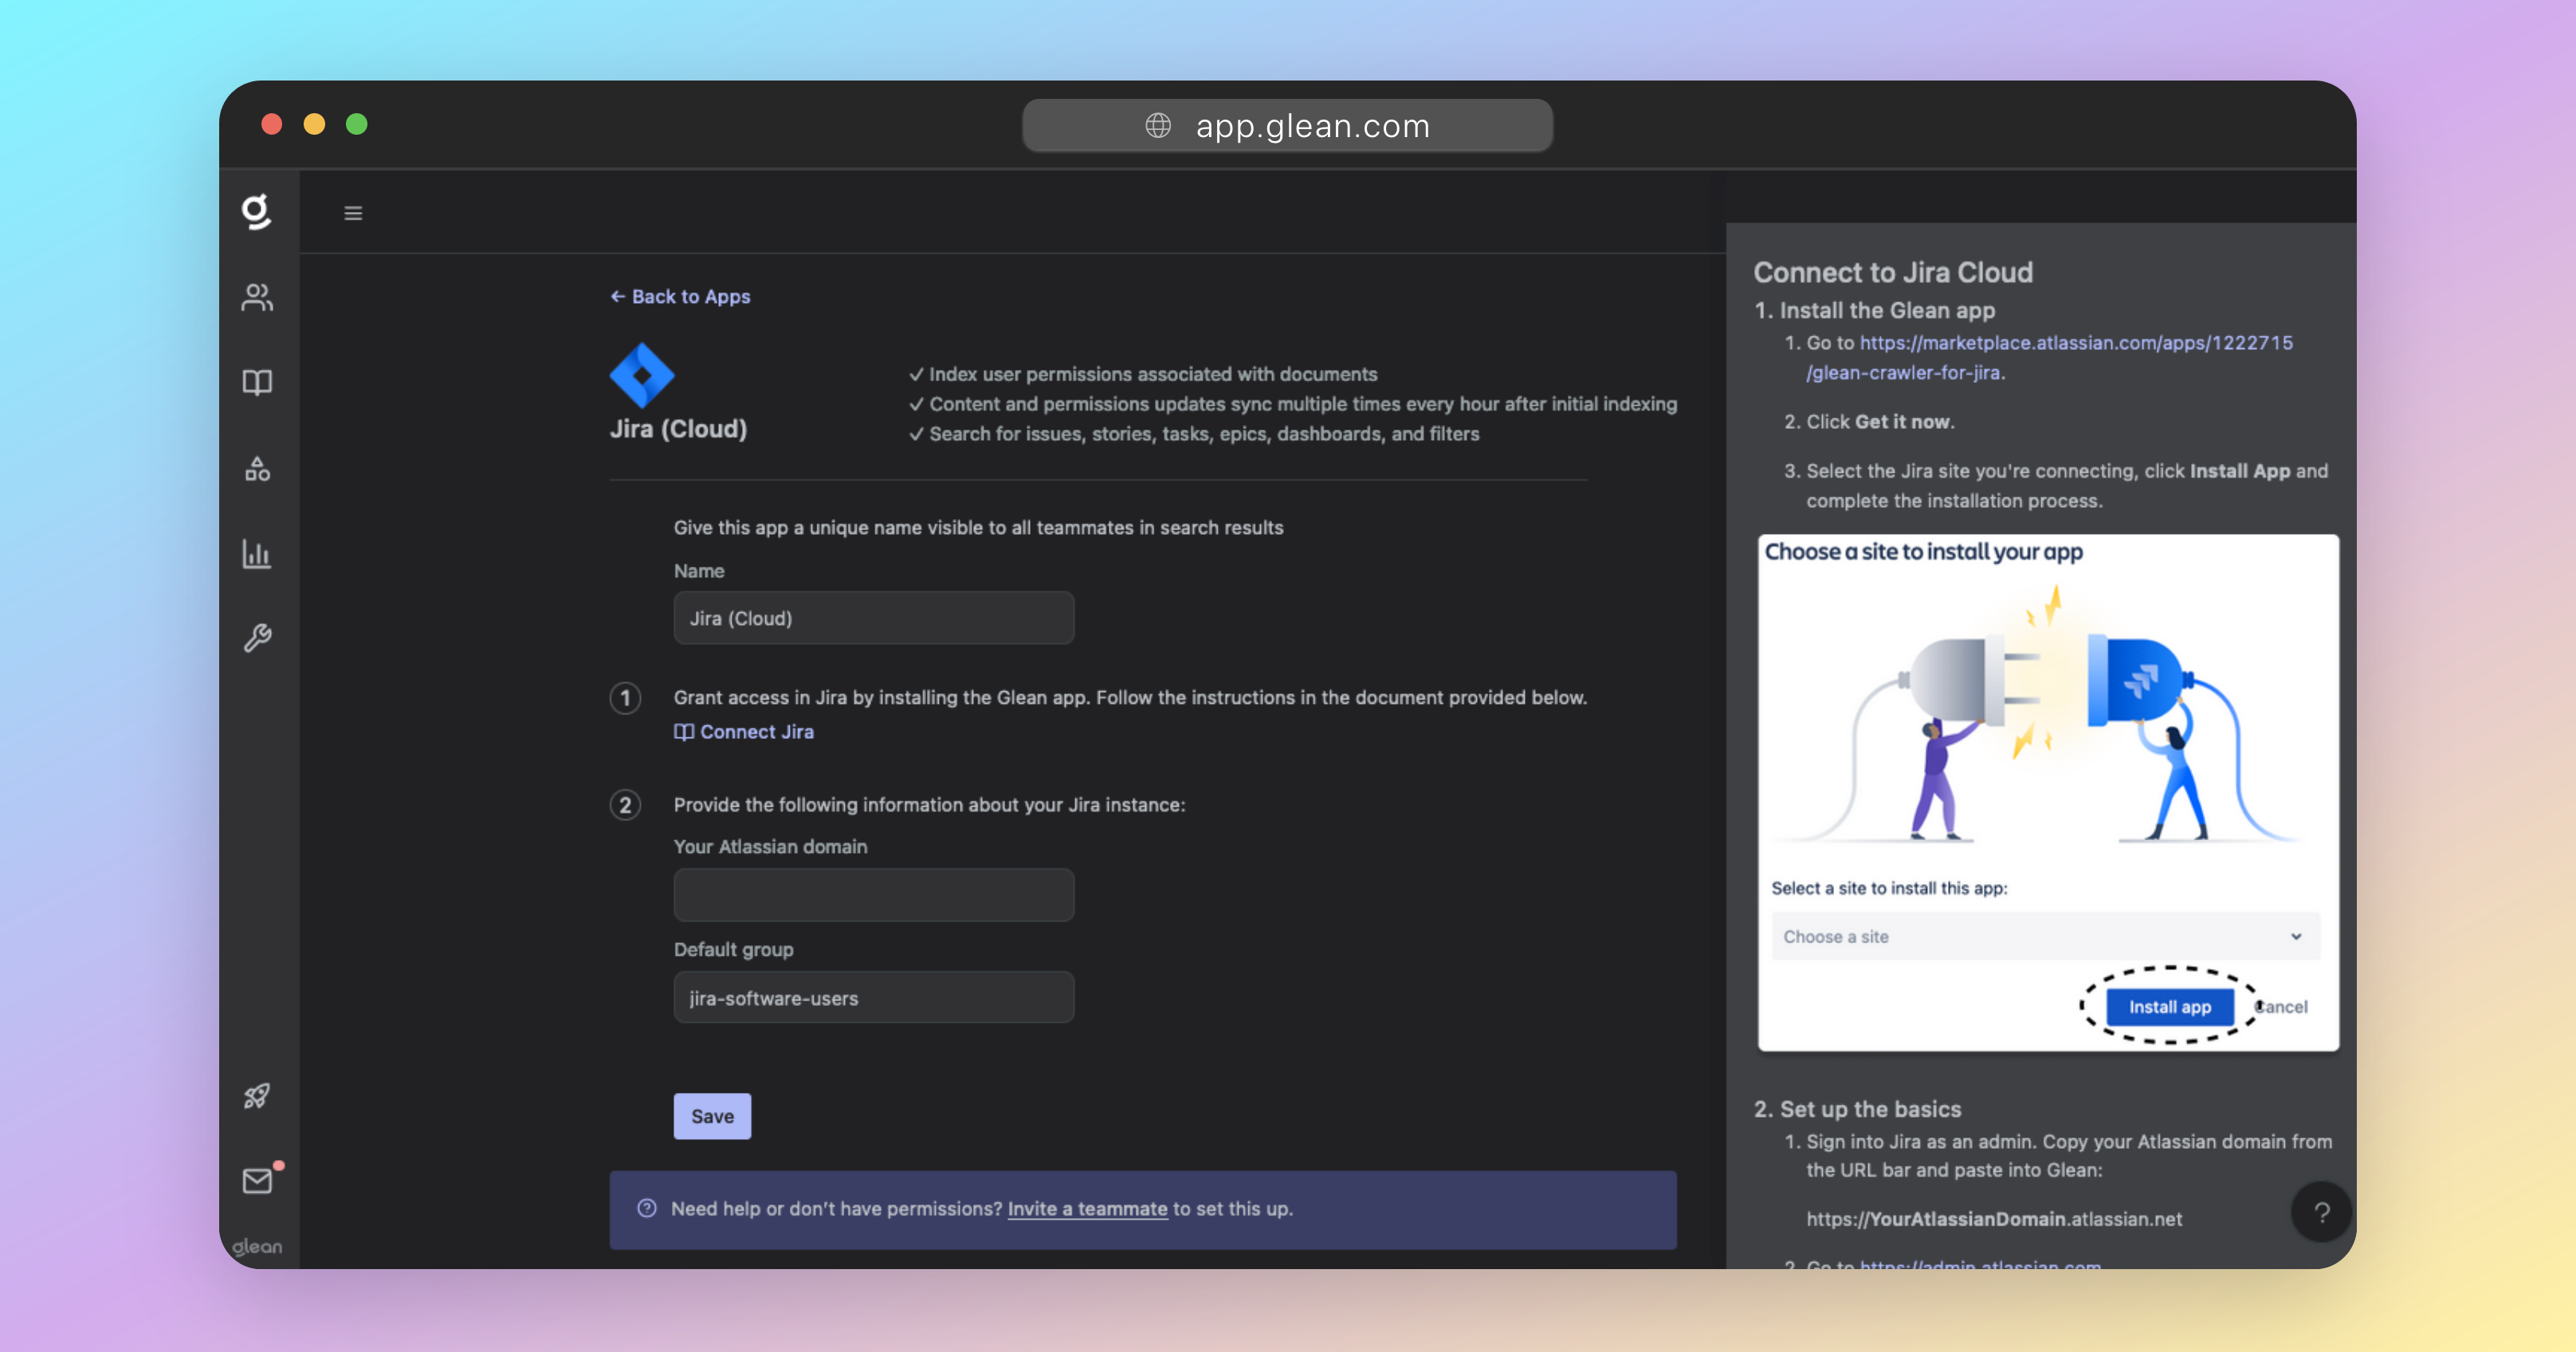 app.glean.com
g
← Back to Apps
Jira (Cloud)
✓ Index user permissions associated with documents
✓ Content and permissions updates sync multiple times every hour after initial indexing
✓ Search for issues, stories, tasks, epics, dashboards, and filters
Give this app a unique name visible to all teammates in search results
Name
Jira (Cloud)
1 Grant access in Jira by installing the Glean app. Follow the instructions in the document provided below.
Connect Jira
2 Provide the following information about your Jira instance:
Your Atlassian domain
Default group
jira-software-users
Save
Need help or don't have permissions? Invite a teammate to set this up.
glean
Connect to Jira Cloud
1. Install the Glean app
1. Go to https://marketplace.atlassian.com/apps/1222715
/glean-crawler-for-jira.
2. Click Get it now.
3. Select the Jira site you're connecting, click Install App and
complete the installation process.
Choose a site to install your app
Select a site to install this app:
Choose a site
Install app
Cancel
2. Set up the basics
1. Sign into Jira as an admin. Copy your Atlassian domain from
the URL bar and paste into Glean:
https://YourAtlassianDomain.atlassian.net
?
2. Go to https://admin.atlassian.com